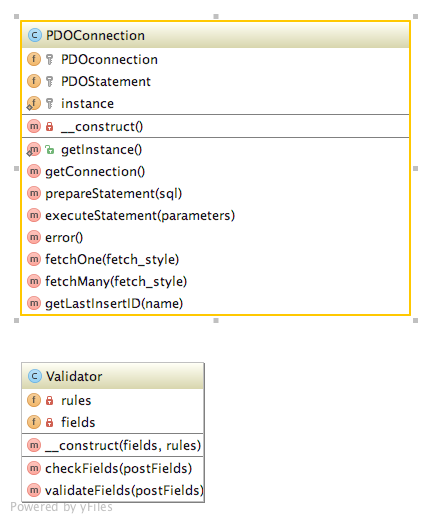 PDOConnection
PDOconnection
PDOStatement
instance
__construct()
getInstance()
getConnection()
prepareStatement(sql)
executeStatement(parameters)
error()
fetchOne(fetch_style)
fetchMany(fetch_style)
getLastInsertID(name)
Validator
rules
fields
__construct(fields, rules)
checkFields(postFields)
validateFields(postFields)
Powered by yFiles